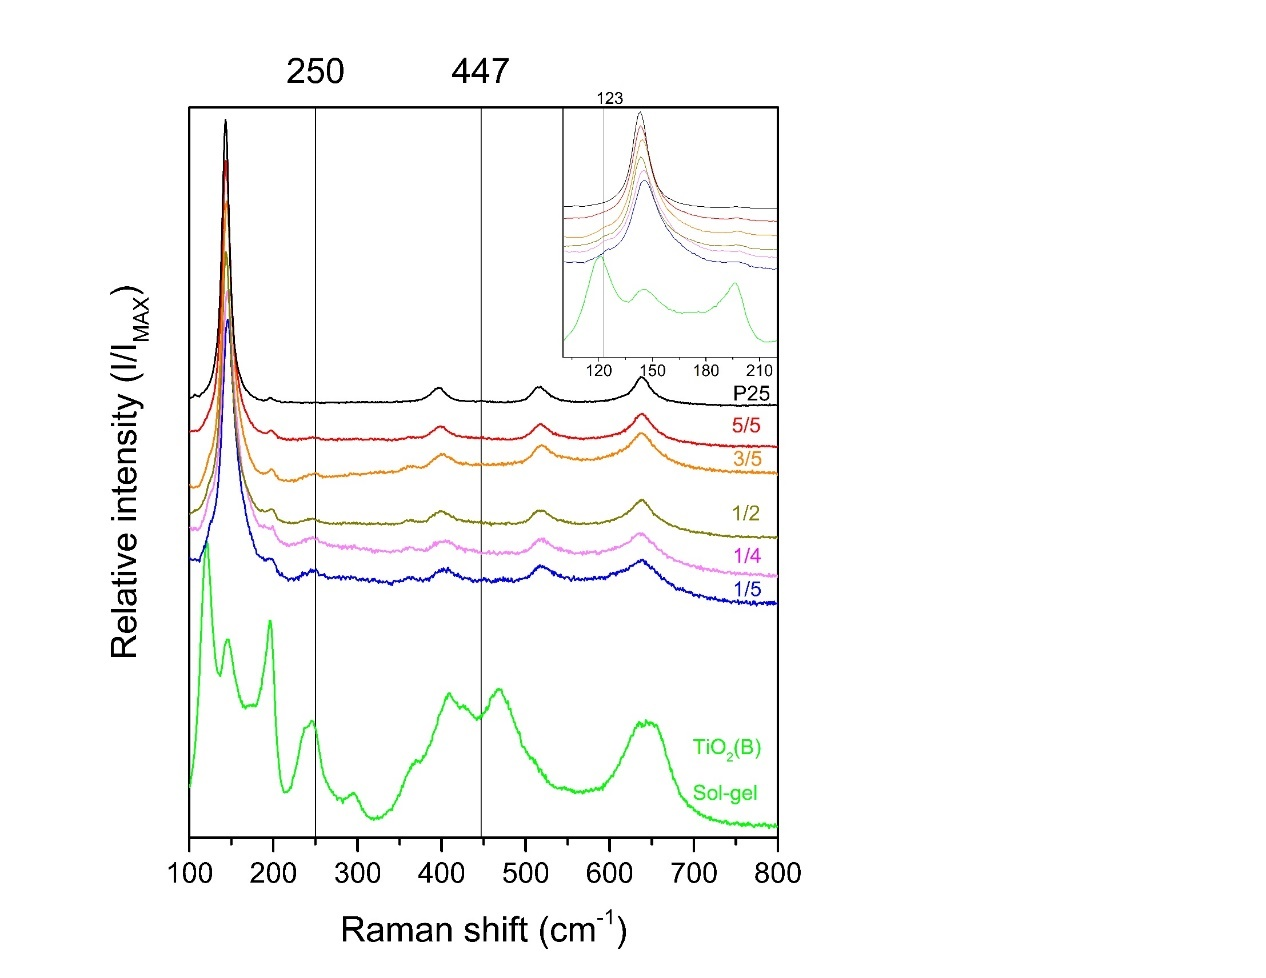 250 447
123
120 150 180 210
P25
5/5
3/5
1/2
1/4
1/5
TiO₂(B)
Sol-gel
Relative intensity (I/I_MAX)
100 200 300 400 500 600 700 800
Raman shift (cm⁻¹)